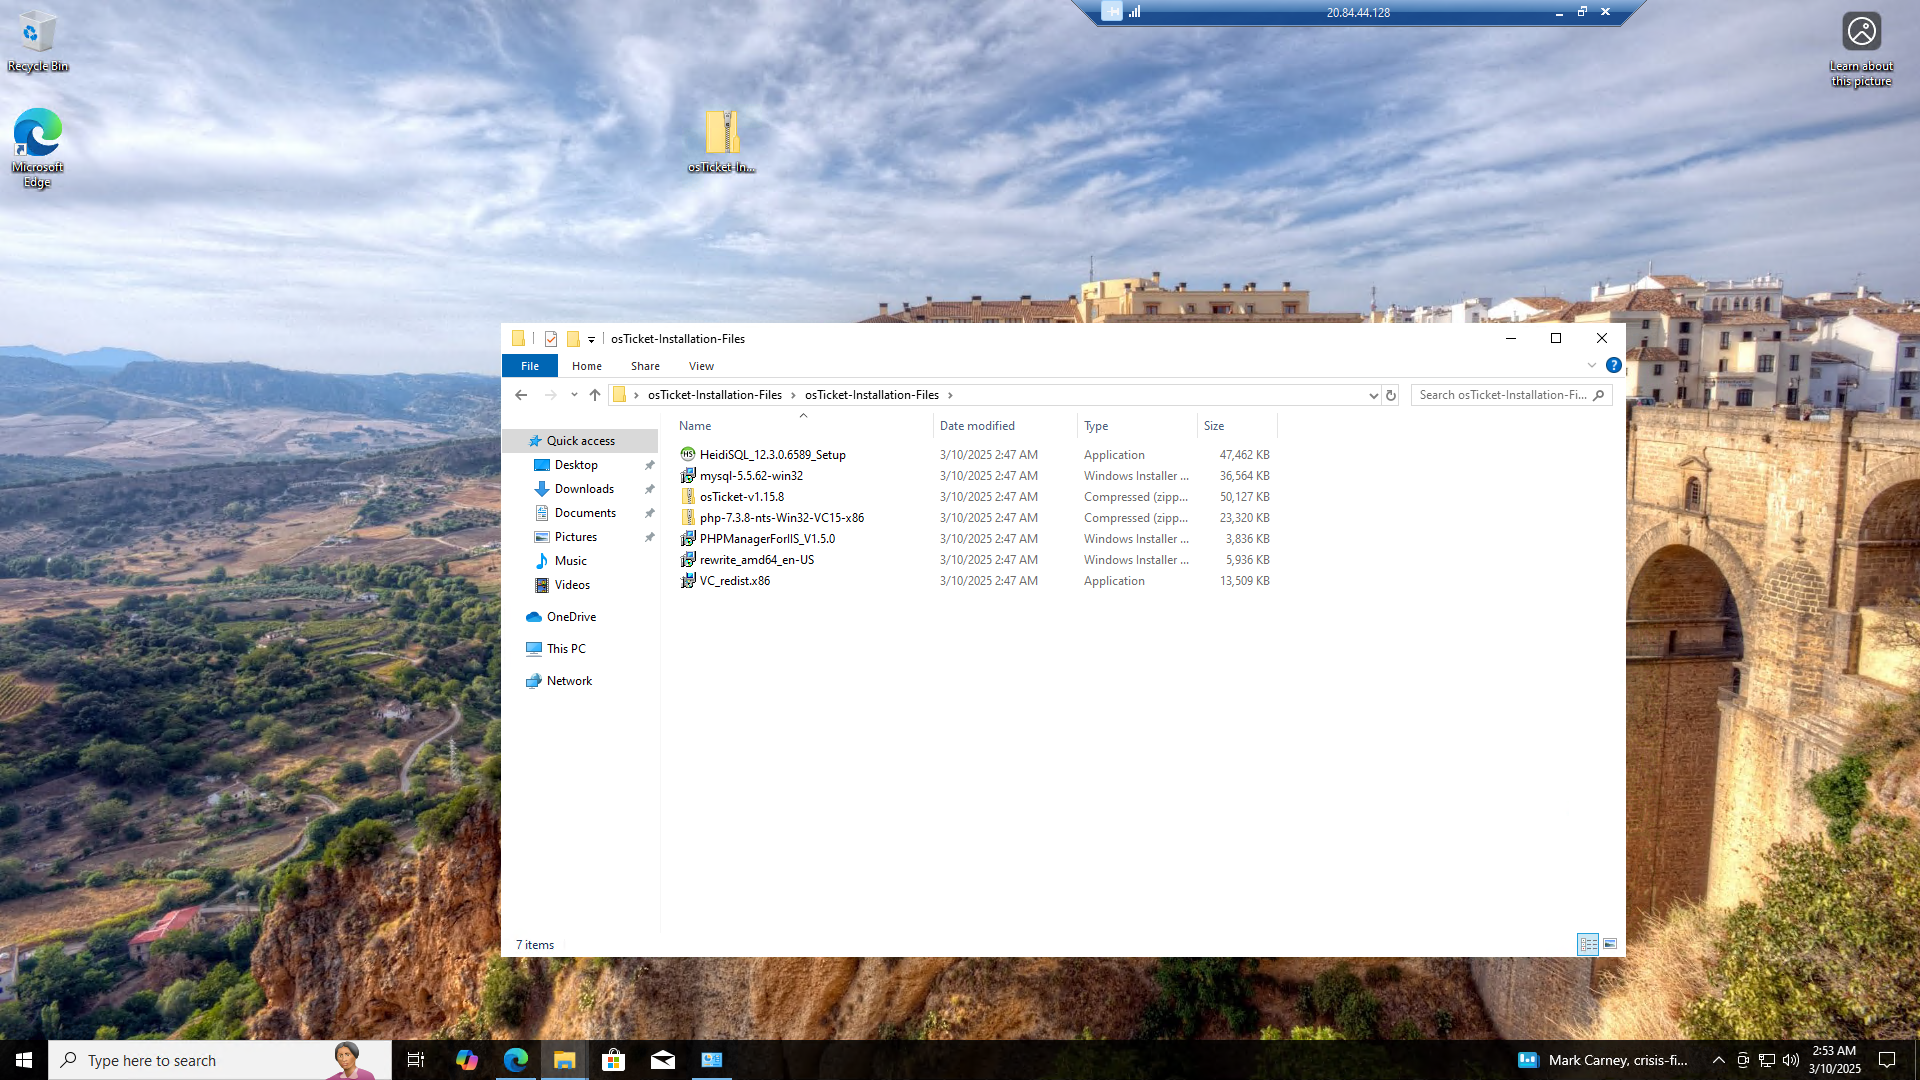 20.84.44.128
Recycle Bin
Microsoft
Edge
osTicket-In...
Learn about
this picture
osTicket-Installation-Files
File Home Share View
osTicket-Installation-Files > osTicket-Installation-Files >
Search osTicket-Installation-Fi...
Name Date modified Type Size
Quick access
Desktop
Downloads
Documents
Pictures
Music
Videos
OneDrive
This PC
Network
HeidiSQL_12.3.0.6589_Setup 3/10/2025 2:47 AM Application 47,462 KB
mysql-5.5.62-win32 3/10/2025 2:47 AM Windows Installer ... 36,564 KB
osTicket-v1.15.8 3/10/2025 2:47 AM Compressed (zipp... 50,127 KB
php-7.3.8-nts-Win32-VC15-x86 3/10/2025 2:47 AM Compressed (zipp... 23,320 KB
PHPManagerForIIS_V1.5.0 3/10/2025 2:47 AM Windows Installer ... 3,836 KB
rewrite_amd64_en-US 3/10/2025 2:47 AM Windows Installer ... 5,936 KB
VC_redist.x86 3/10/2025 2:47 AM Application 13,509 KB
7 items
Type here to search
Mark Carney, crisis-fi...
2:53 AM
3/10/2025